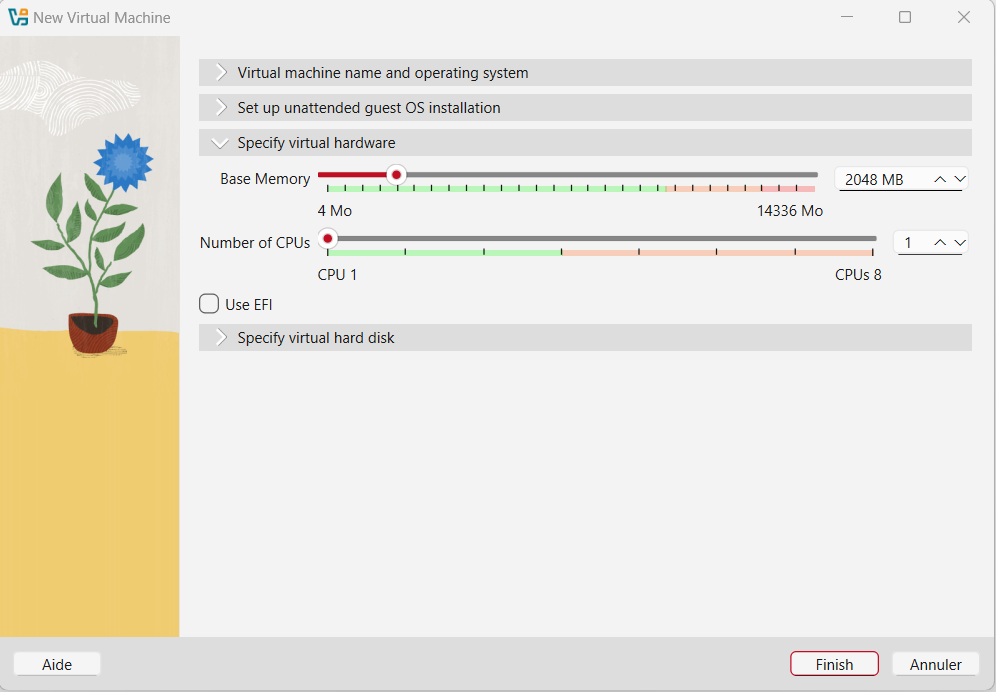 New Virtual Machine
Virtual machine name and operating system
Set up unattended guest OS installation
Specify virtual hardware
Base Memory
2048 MB
4 Mo
14336 Mo
Number of CPUs
1
CPU 1
CPUs 8
Use EFI
Specify virtual hard disk
Aide
Finish
Annuler